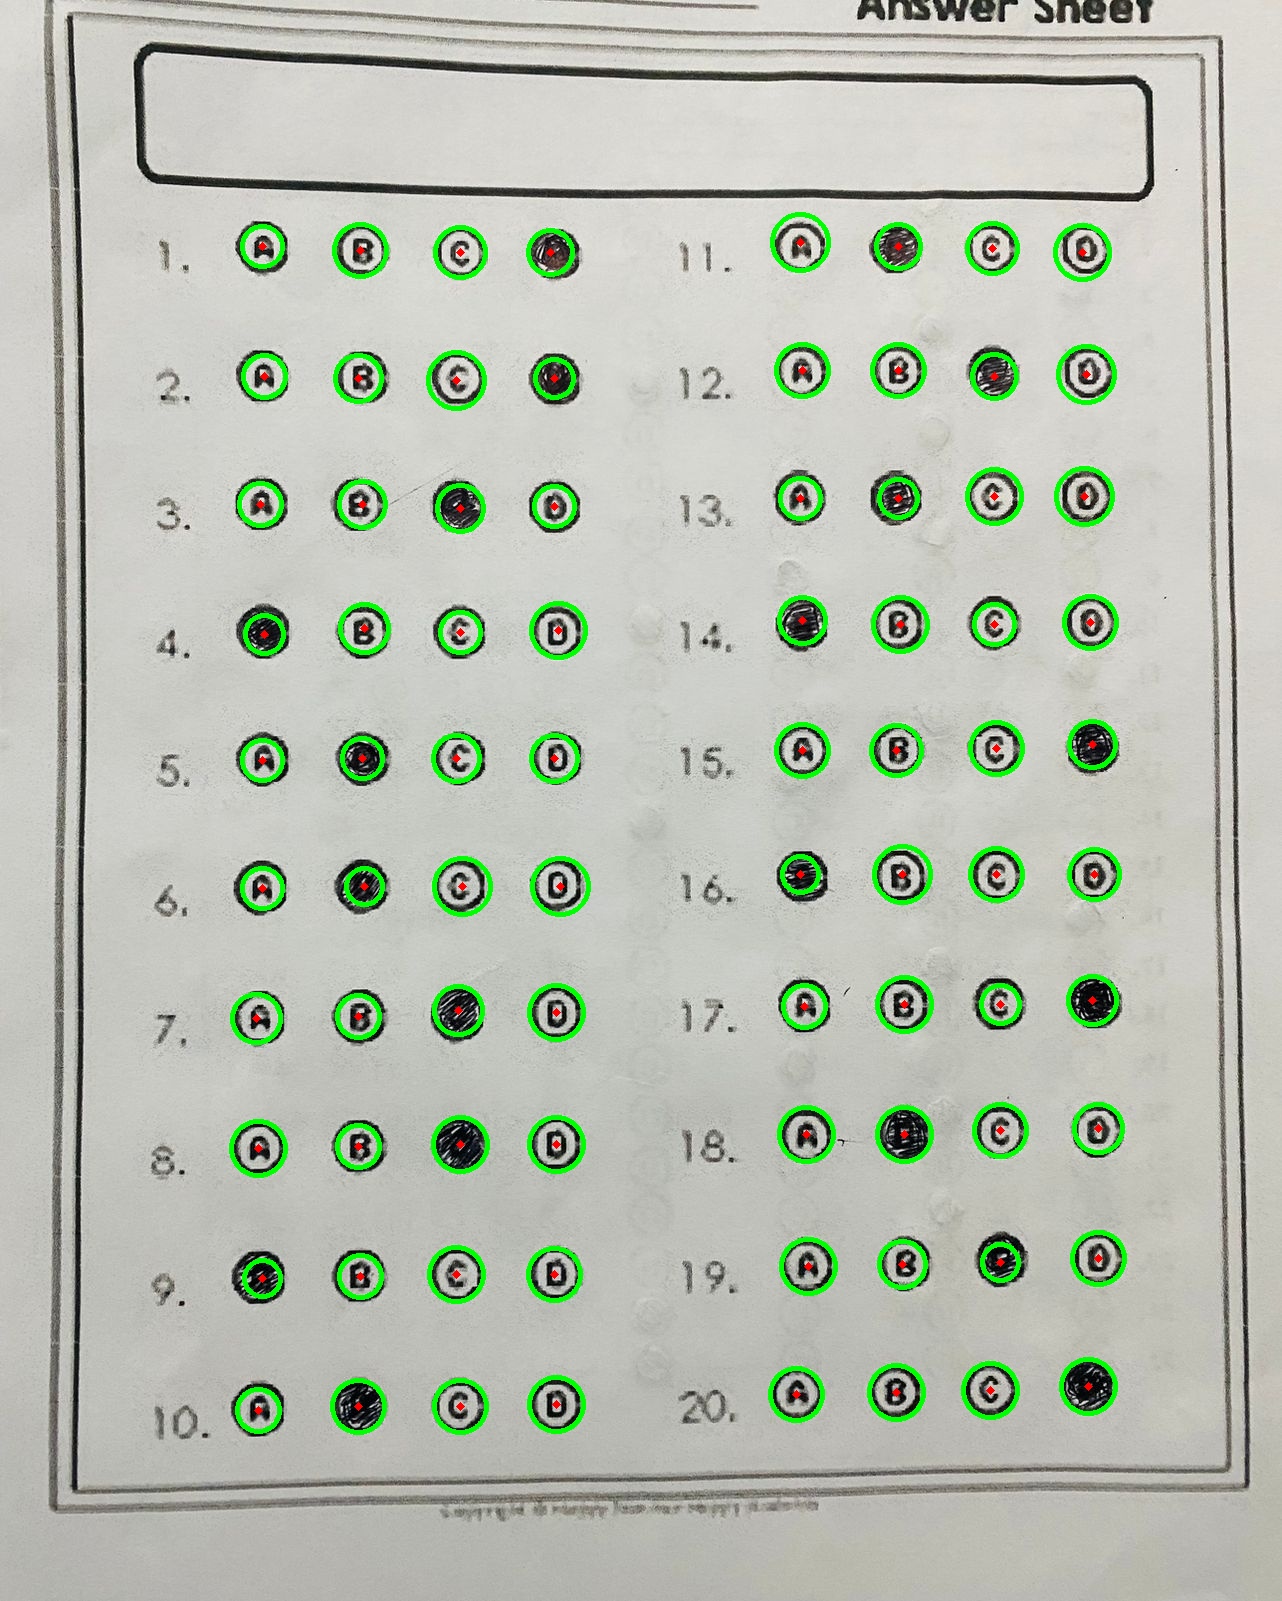 Answer Sheet
1. A B C
2. A B C
3. A B D
4. B C D
5. A C D
6. A C D
7. A B D
8. A B D
9. B C D
10. A C D
11. A C D
12. A B D
13. A C D
14. B C D
15. A B C
16. B C D
17. A B C
18. A C D
19. A B D
20. A B C
Copyright ©